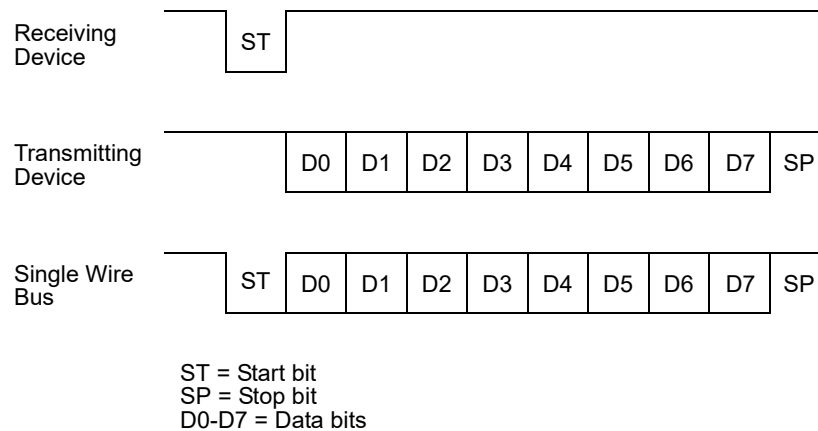 Receiving
Device
ST
Transmitting
Device
D0 D1 D2 D3 D4 D5 D6 D7 SP
Single Wire
Bus
ST D0 D1 D2 D3 D4 D5 D6 D7 SP
ST = Start bit
SP = Stop bit
D0-D7 = Data bits